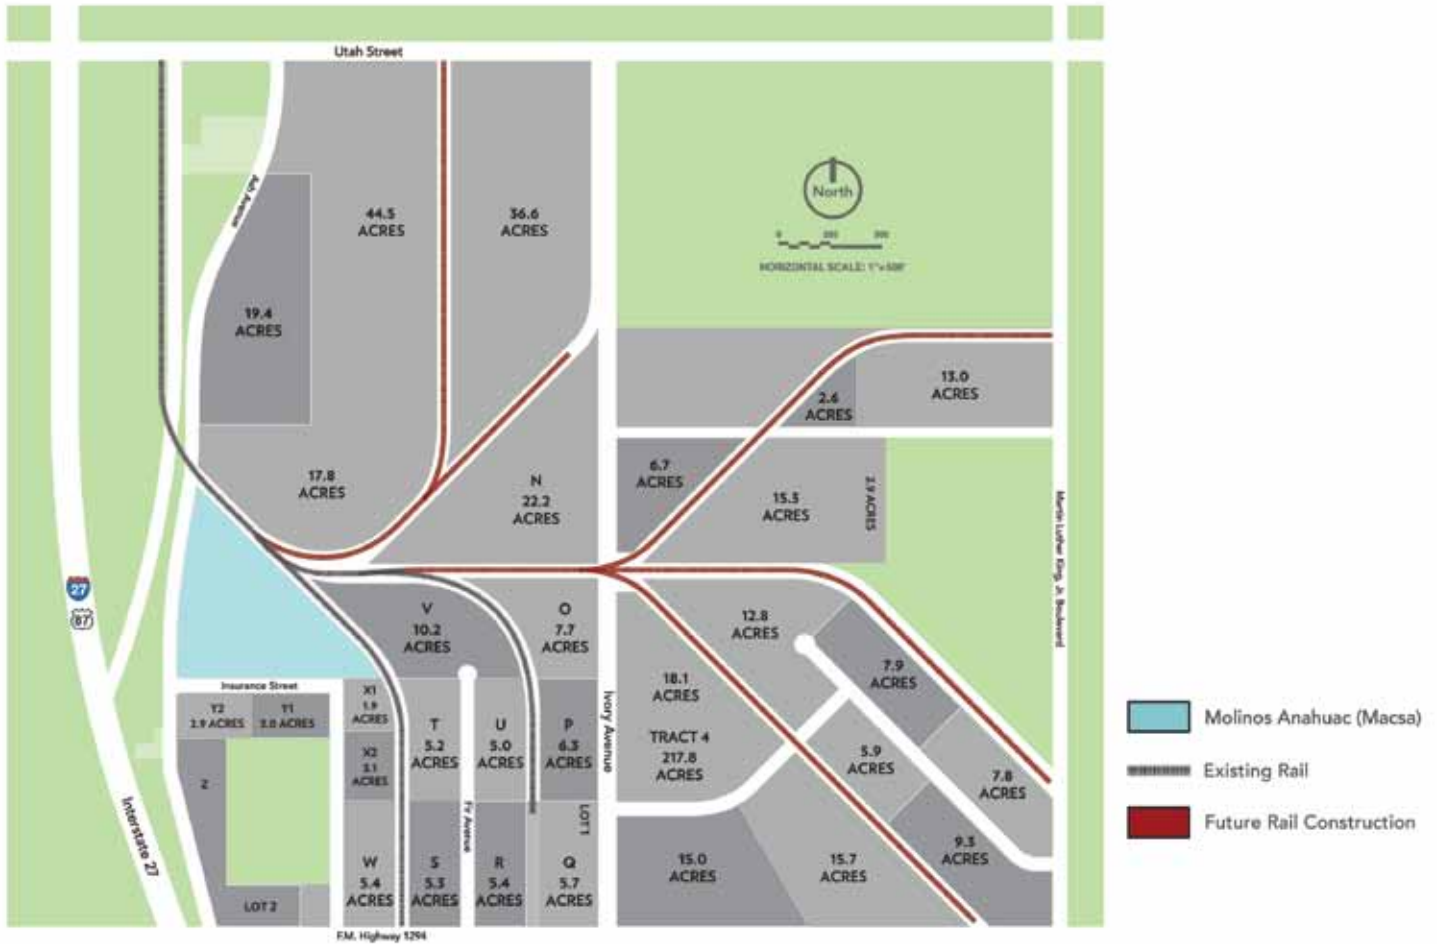 Utah Street
Ash Avenue
44.5
ACRES
36.6
ACRES
North
HORIZONTAL SCALE: 1"=500'
19.4
ACRES
13.0
ACRES
2.6
ACRES
17.8
ACRES
N
22.2
ACRES
6.7
ACRES
15.3
ACRES
2.9 ACRES
Martin Luther King, Jr. Boulevard
27
87
V
10.2
ACRES
O
7.7
ACRES
12.8
ACRES
7.9
ACRES
18.1
ACRES
TRACT 4
217.8
ACRES
5.9
ACRES
7.8
ACRES
9.3
ACRES
15.0
ACRES
15.7
ACRES
Ivory Avenue
Insurance Street
Y2
2.9 ACRES
Y1
3.0 ACRES
X1
1.9
ACRES
X2
3.1
ACRES
T
5.2
ACRES
U
5.0
ACRES
P
6.3
ACRES
Z
LOT 1
Fir Avenue
W
5.4
ACRES
S
5.3
ACRES
R
5.4
ACRES
Q
5.7
ACRES
LOT 2
Interstate 27
F.M. Highway 1294
Molinos Anahuac (Macsa)
Existing Rail
Future Rail Construction